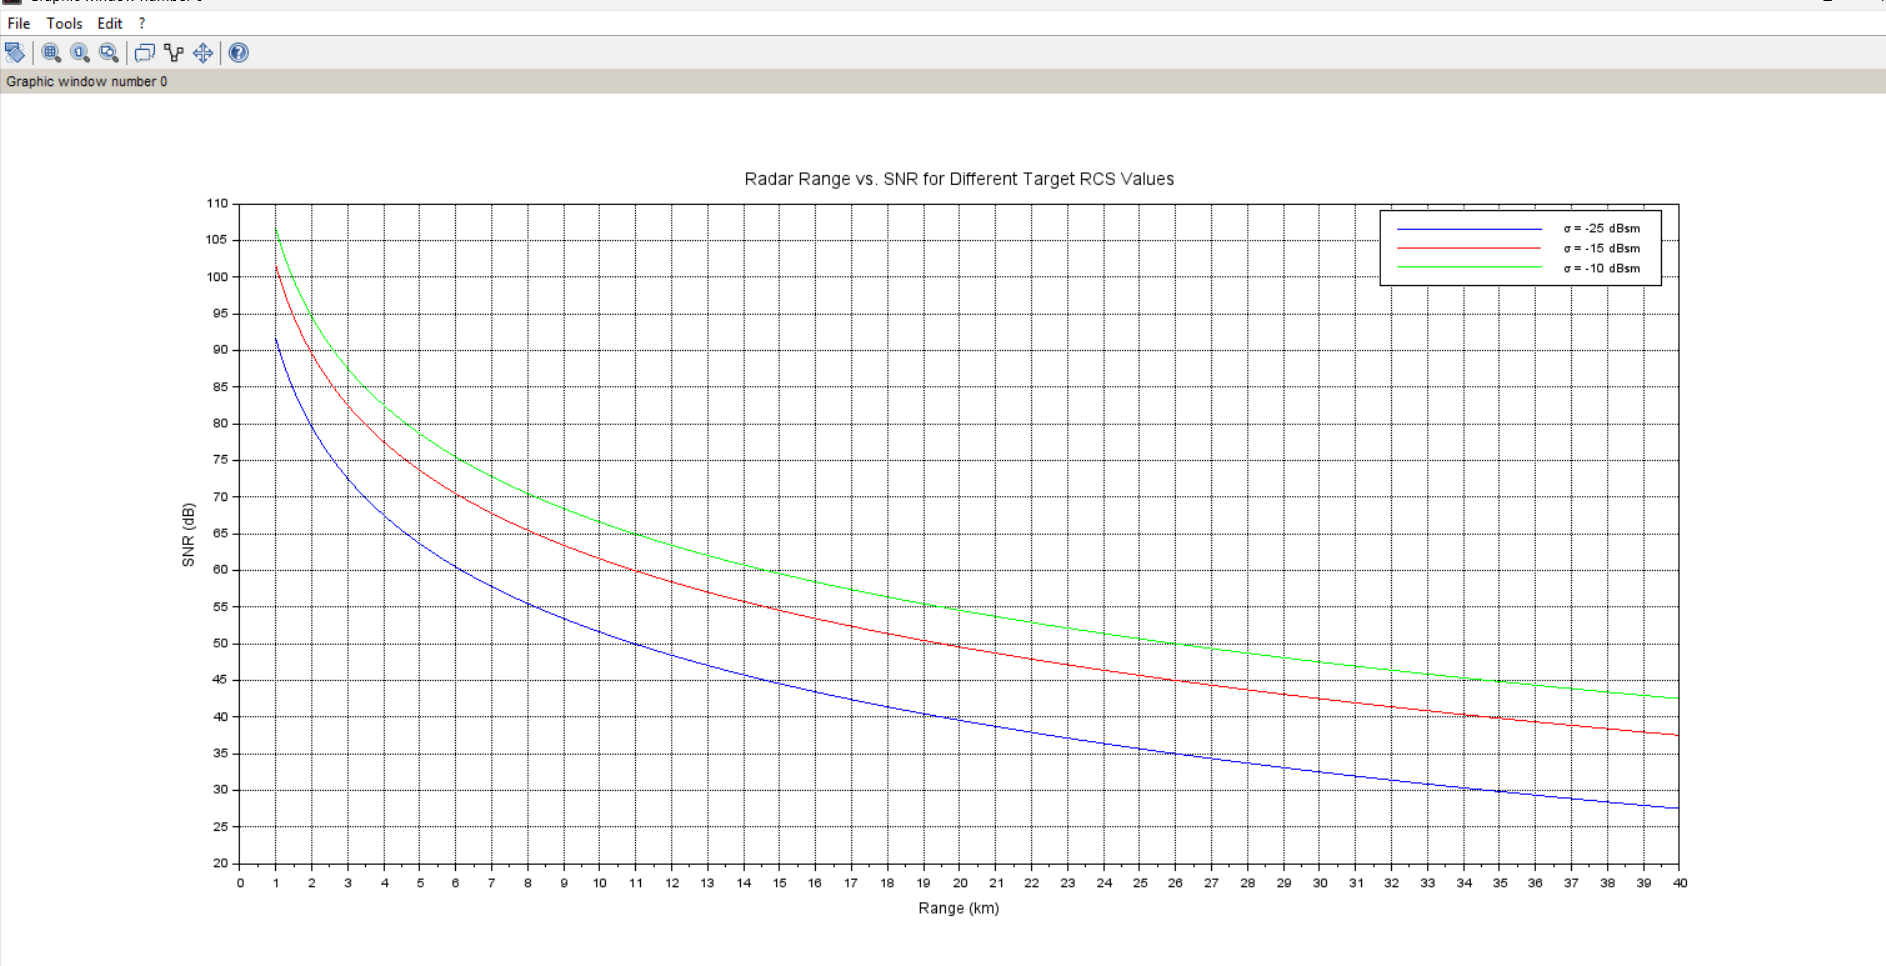 Graphic window number 0
File Tools Edit ?
Graphic window number 0
Radar Range vs. SNR for Different Target RCS Values
σ = -25 dBsm
σ = -15 dBsm
σ = -10 dBsm
110
105
100
95
90
85
80
75
70
65
60
55
50
45
40
35
30
25
20
SNR (dB)
0 1 2 3 4 5 6 7 8 9 10 11 12 13 14 15 16 17 18 19 20 21 22 23 24 25 26 27 28 29 30 31 32 33 34 35 36 37 38 39 40
Range (km)